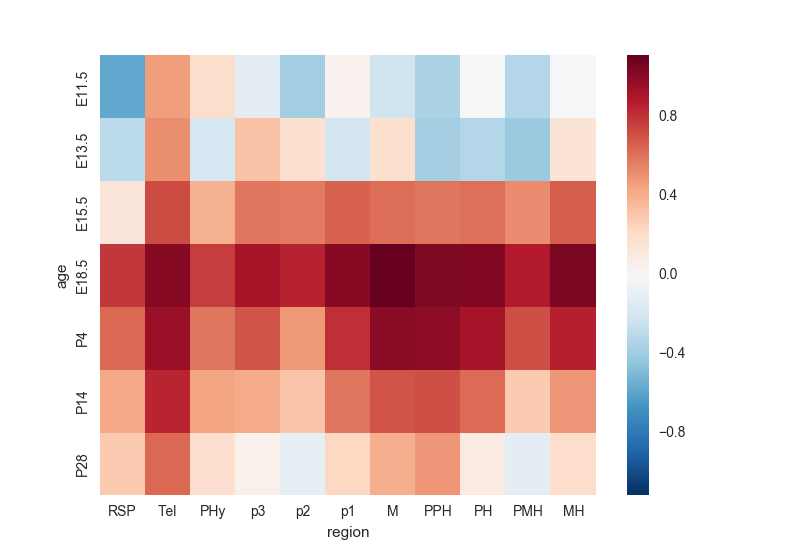 E11.5
E13.5
E15.5
E18.5
P4
P14
P28
age
RSP Tel PHy p3 p2 p1 M PPH PH PMH MH
region
0.8
0.4
0.0
−0.4
−0.8